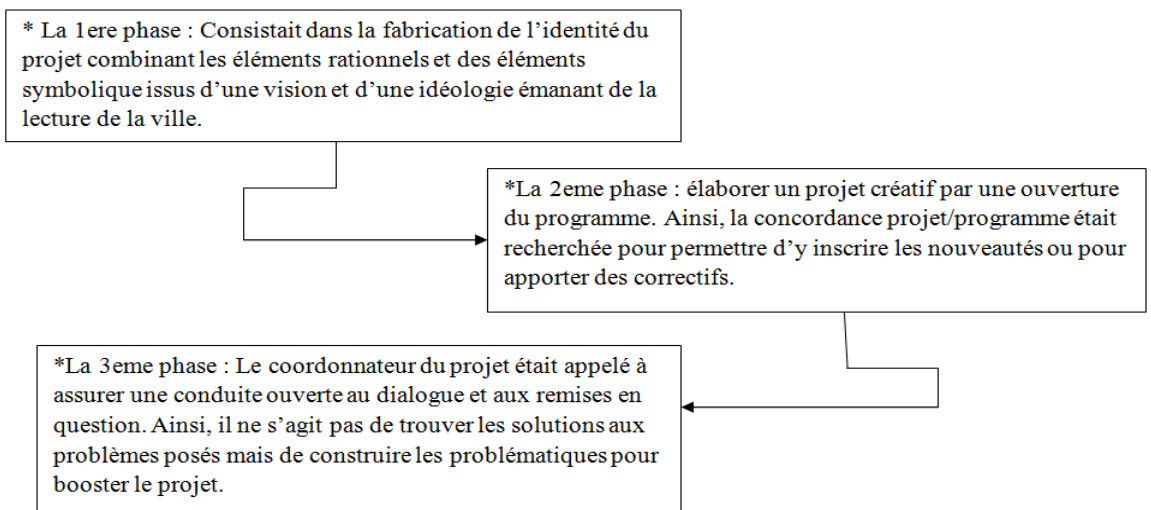 * La 1ere phase : Consistait dans la fabrication de l'identité du
projet combinant les éléments rationnels et des éléments
symbolique issus d'une vision et d'une idéologie émanant de la
lecture de la ville.
*La 2eme phase : élaborer un projet créatif par une ouverture
du programme. Ainsi, la concordance projet/programme était
recherchée pour permettre d'y inscrire les nouveautés ou pour
apporter des correctifs.
*La 3eme phase : Le coordonnateur du projet était appelé à
assurer une conduite ouverte au dialogue et aux remises en
question. Ainsi, il ne s'agit pas de trouver les solutions aux
problèmes posés mais de construire les problématiques pour
booster le projet.